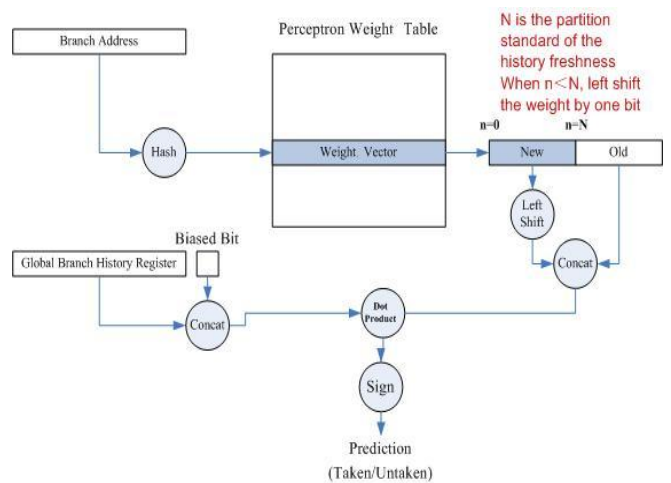 Branch Address
Perceptron Weight Table
N is the partition
standard of the
history freshness
When n<N, left shift
the weight by one bit
n=0
n=N
Hash
Weight Vector
New
Old
Left
Shift
Biased Bit
Global Branch History Register
Concat
Concat
Dot
Product
Sign
Prediction
(Taken/Untaken)